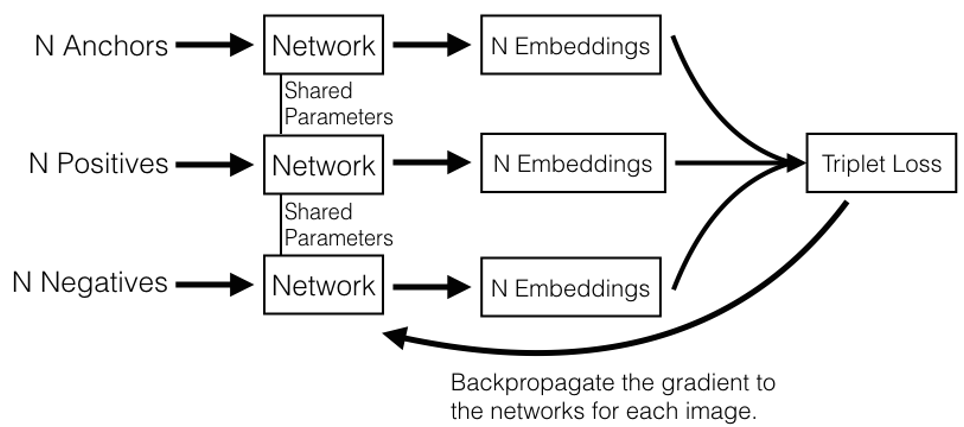 N Anchors
Network
N Embeddings
Shared
Parameters
N Positives
Network
N Embeddings
Triplet Loss
Shared
Parameters
N Negatives
Network
N Embeddings
Backpropagate the gradient to
the networks for each image.